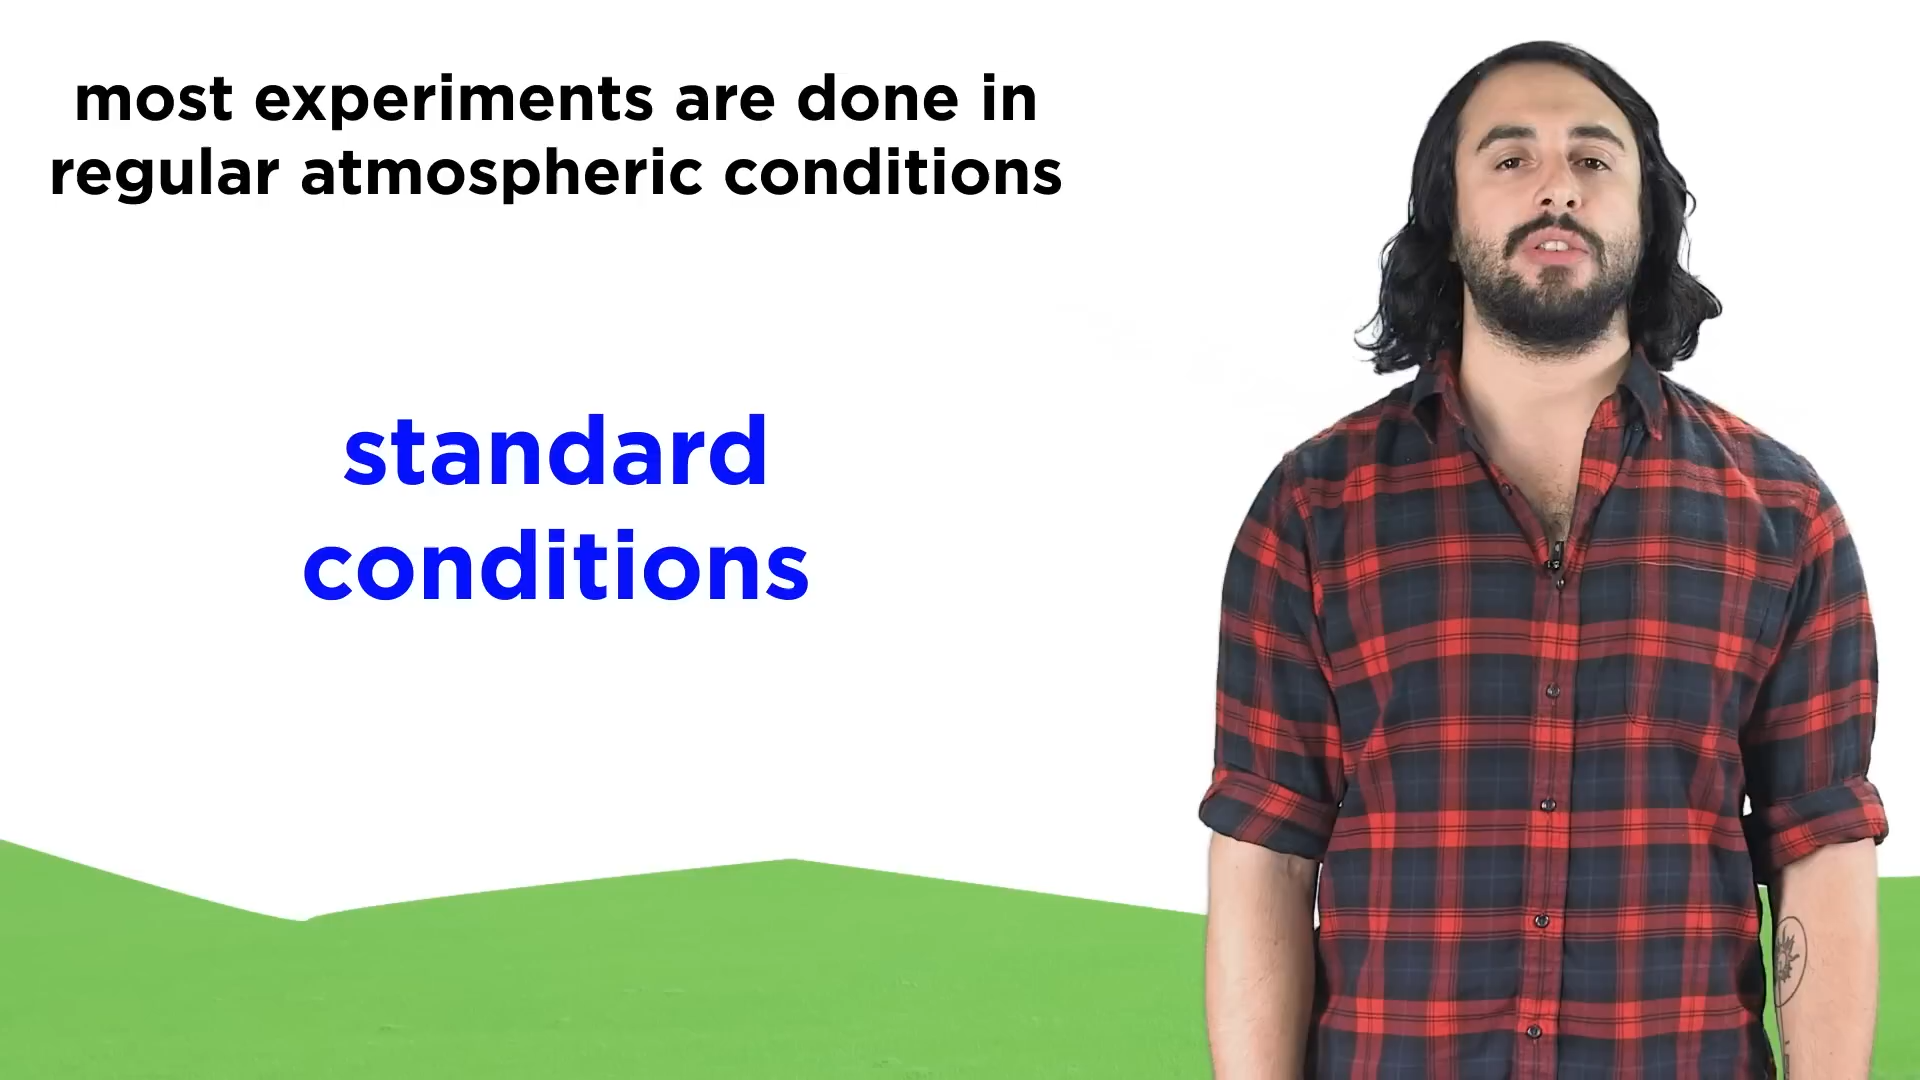 most experiments are done in
regular atmospheric conditions
standard
conditions